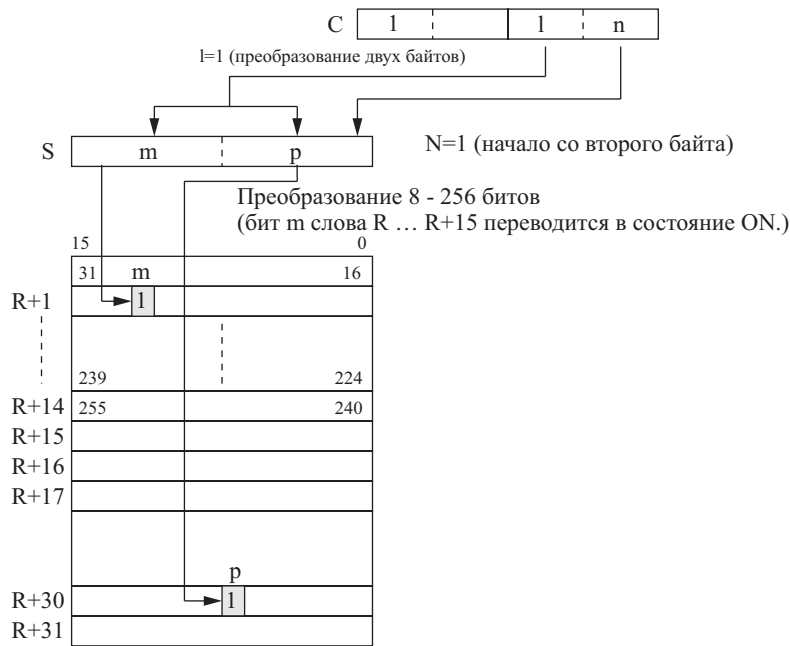 C l l n
l=1 (преобразование двух байтов)
S m p
N=1 (начало со второго байта)
Преобразование 8 - 256 битов
(бит m слова R … R+15 переводится в состояние ON.)
15 0
31 m 16
R+1 1
239 224
R+14 255 240
R+15
R+16
R+17
p
R+30 1
R+31